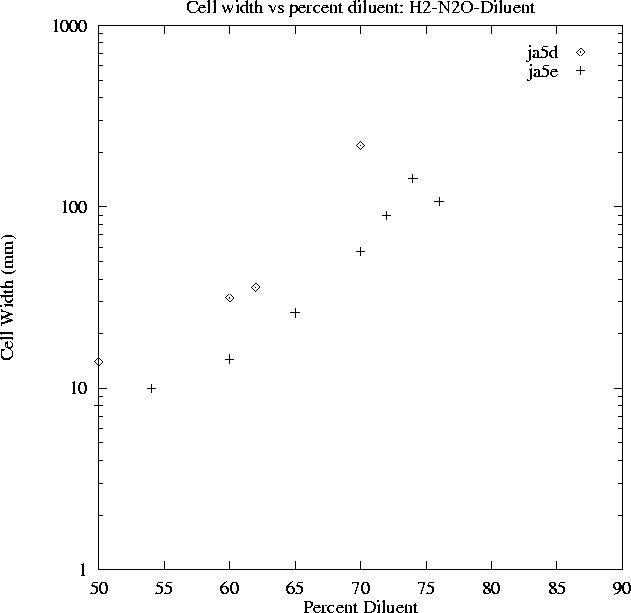 Cell width vs percent diluent: H2-N2O-Diluent
ja5d
ja5e
1000
100
10
1
Cell Width (mm)
50 55 60 65 70 75 80 85 90
Percent Diluent